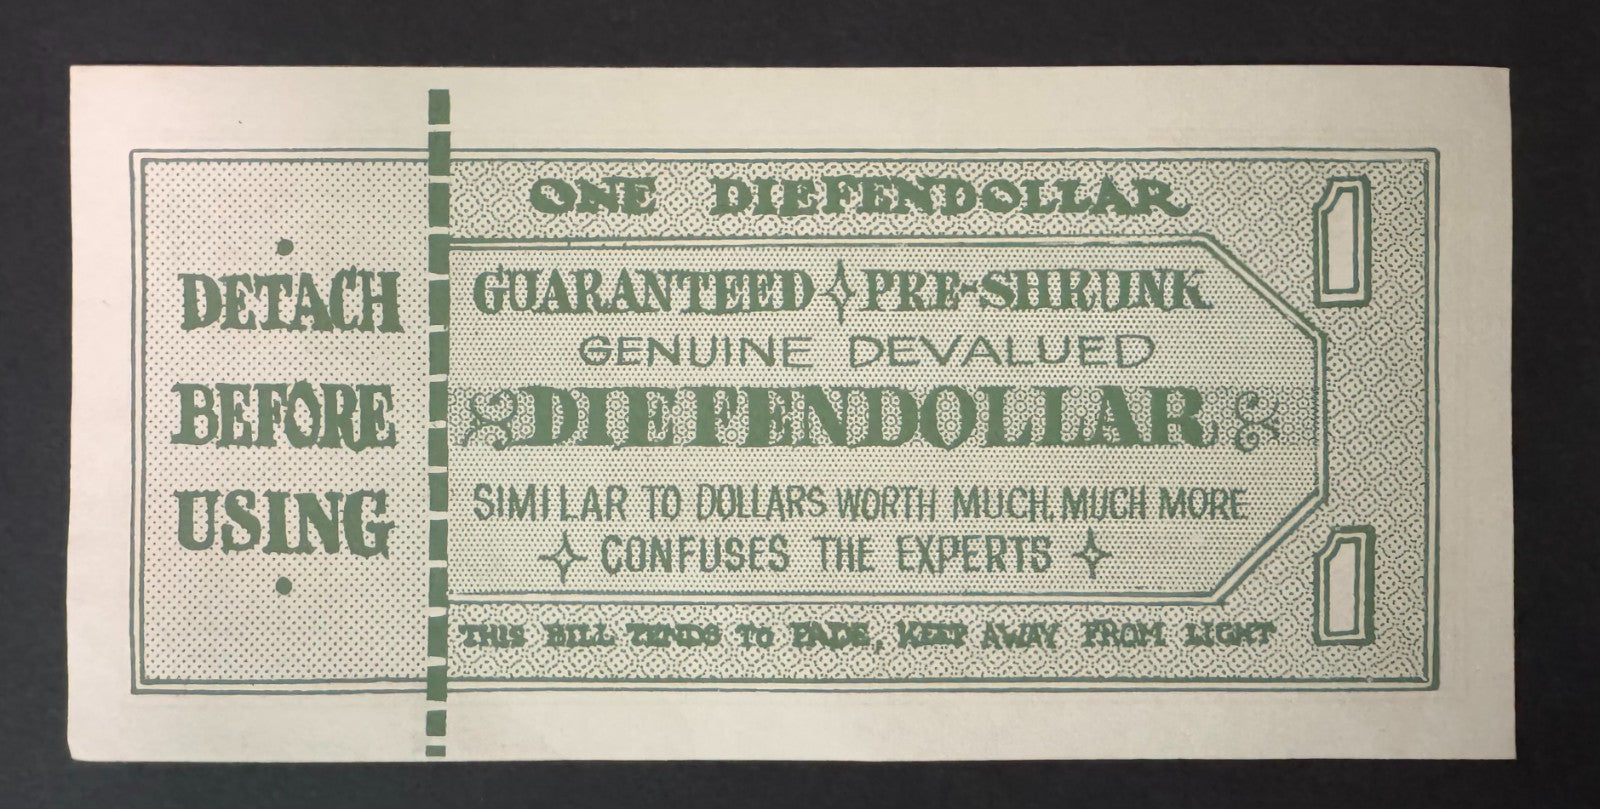 DETACH
BEFORE
USING
ONE DIEFENDOLLAR
1
GUARANTEED PRE-SHRUNK
GENUINE DEVALUED
DIEFENDOLLAR
SIMILAR TO DOLLARS WORTH MUCH, MUCH MORE
CONFUSES THE EXPERTS
THIS BILL TENDS TO FADE, KEEP AWAY FROM LIGHT
1